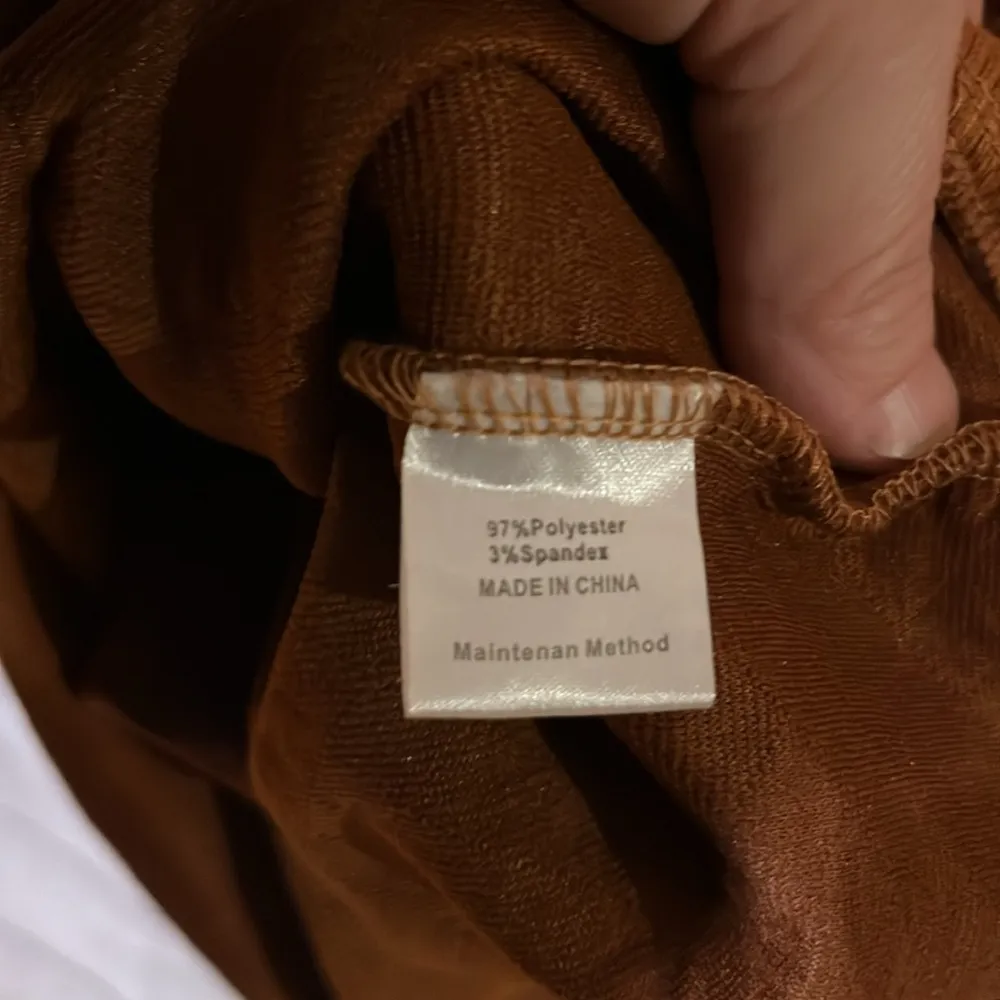 97%Polyester
3%Spandex
MADE IN CHINA
Maintenan Method